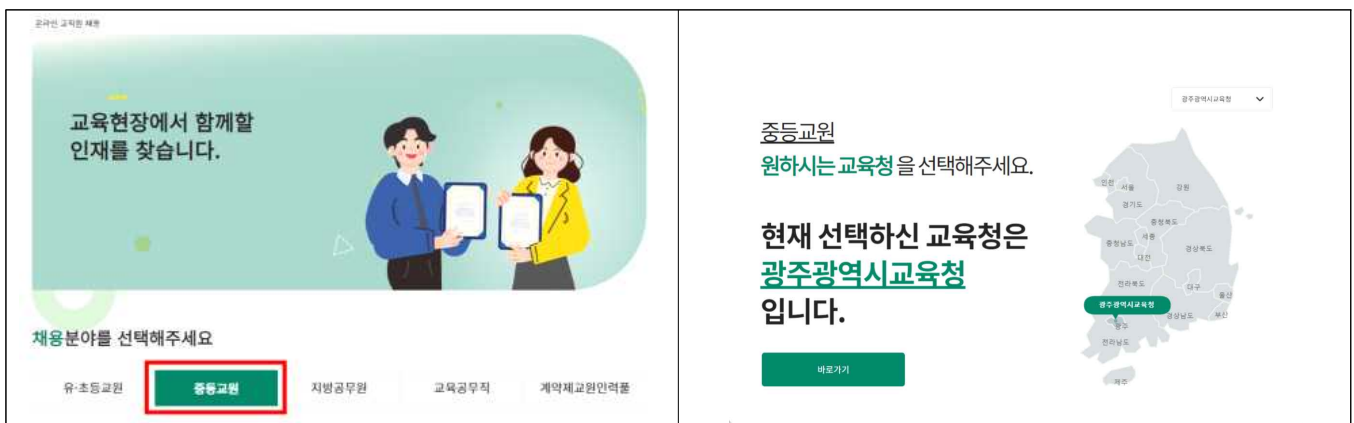 온라인 교직원 채용
교육현장에서 함께할
인재를 찾습니다.
채용분야를 선택해주세요
유·초등교원
중등교원
지방공무원
교육공무직
계약제교원인력풀
광주광역시교육청
중등교원
원하시는 교육청 을 선택해주세요.
현재 선택하신 교육청은
광주광역시교육청
입니다.
바로가기
인천
서울
강원
경기도
충청북도
세종
충청남도
경상북도
대전
전라북도
대구
울산
광주광역시교육청
경상남도
부산
광주
전라남도
제주